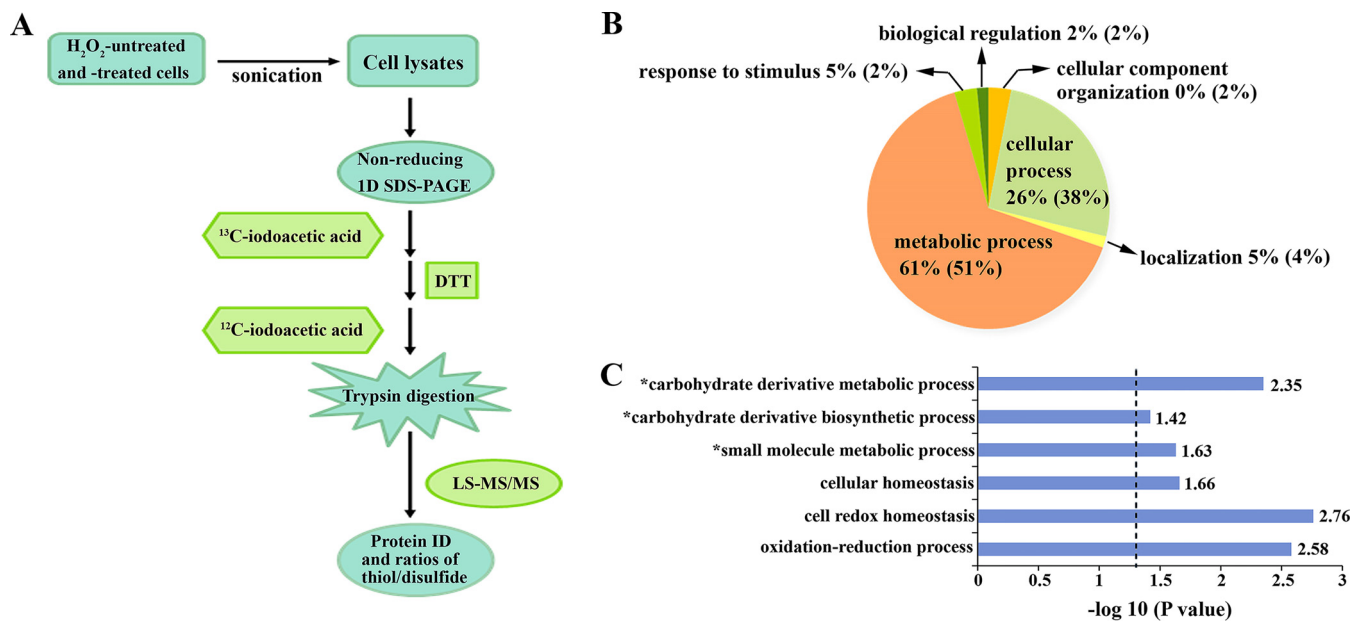 A
H₂O₂-untreated
and -treated cells
sonication
Cell lysates
Non-reducing
1D SDS-PAGE
¹³C-iodoacetic acid
DTT
¹²C-iodoacetic acid
Trypsin digestion
LS-MS/MS
Protein ID
and ratios of
thiol/disulfide
B
biological regulation 2% (2%)
response to stimulus 5% (2%)
cellular component
organization 0% (2%)
cellular
process
26% (38%)
metabolic process
61% (51%)
localization 5% (4%)
C
*carbohydrate derivative metabolic process
2.35
*carbohydrate derivative biosynthetic process
1.42
*small molecule metabolic process
1.63
cellular homeostasis
1.66
cell redox homeostasis
2.76
oxidation-reduction process
2.58
0 0.5 1 1.5 2 2.5 3
-log 10 (P value)